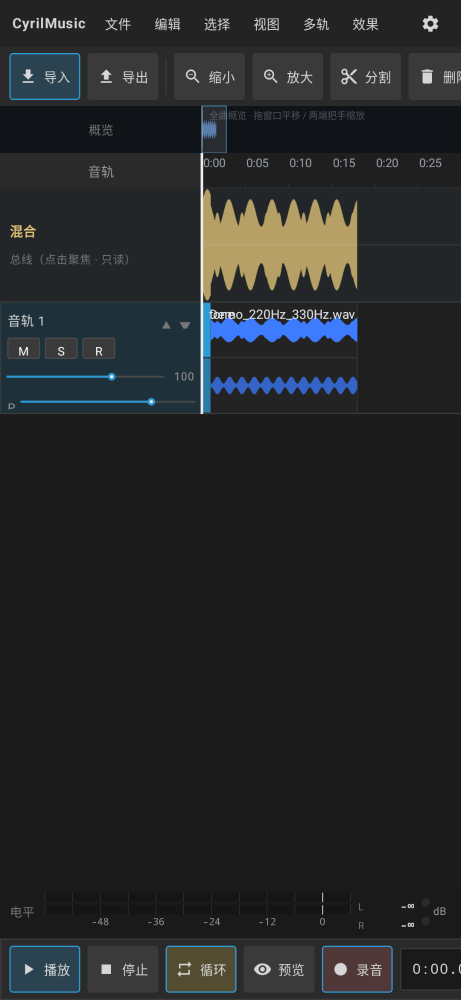 CyrilMusic 文件 编辑 选择 视图 多轨 效果
导入 导出 缩小 放大 分割
概览 全曲概览 · 拖窗口平移 / 两端把手缩放
音轨 0:00 0:05 0:10 0:15 0:20 0:25
混合
总线（点击聚焦 · 只读）
音轨 1
M S R
100
_220Hz_330Hz.wav
电平 -48 -36 -24 -12 0 L -∞ dB
R -∞
播放 停止 循环 预览 录音 0:00.